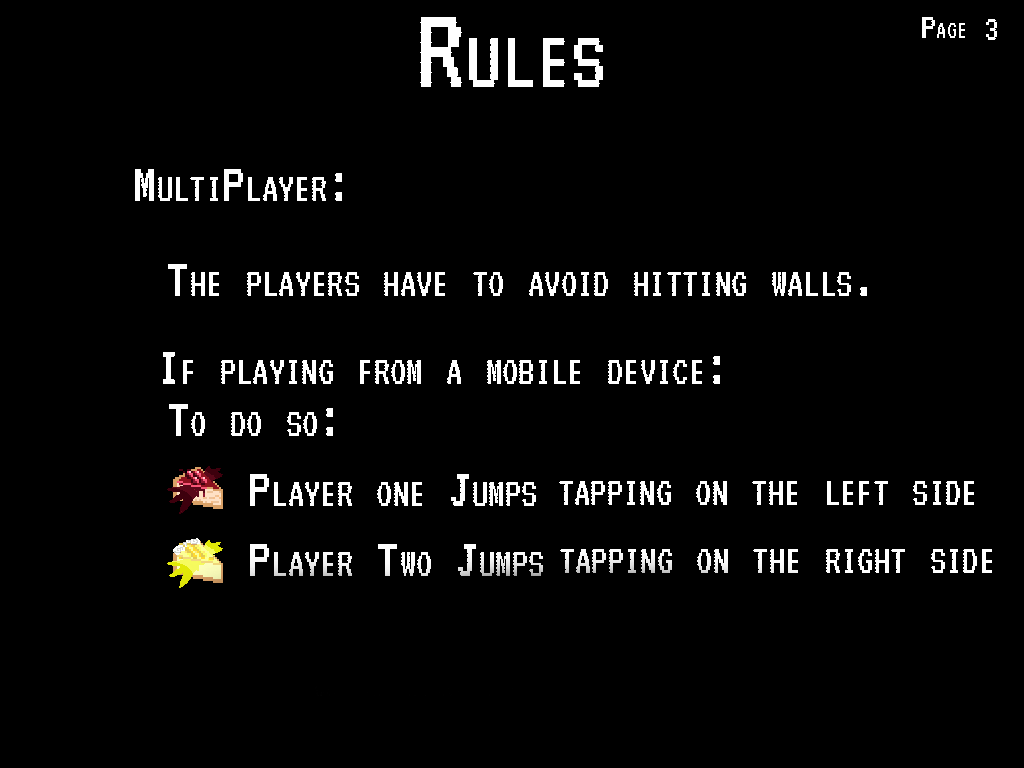 Rules
Page 3
MultiPlayer:
The players have to avoid hitting walls.
If playing from a mobile device:
To do so:
Player one Jumps tapping on the left side
Player Two Jumps tapping on the right side